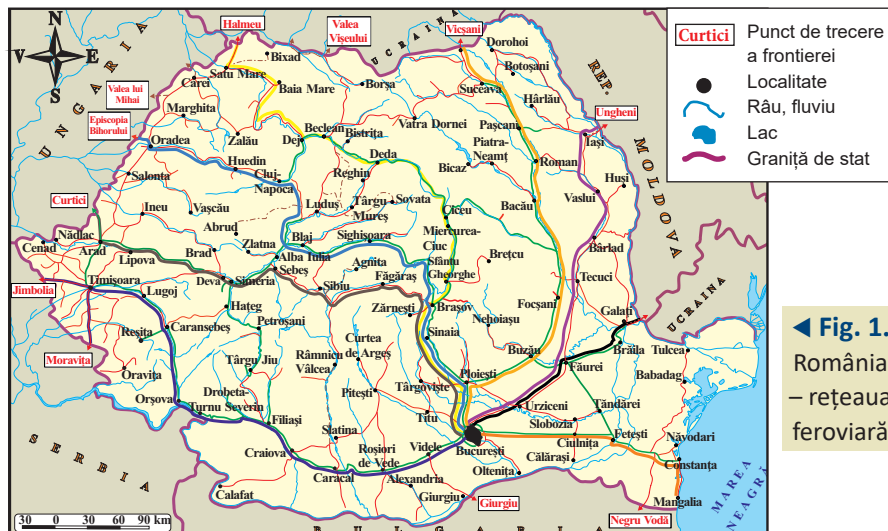 Halmeu
Valea
Vișeului
UCRAINA
Vicșani
N
V E
S
UNGARIA
REP. MOLDOVA
Curtici Punct de trecere
a frontierei
Localitate
Râu, fluviu
Lac
Graniță de stat
Bixad
Dorohoi
Satu Mare
Botoșani
Valea lui
Mihai
Carei
Baia Mare
Borșa
Suceava
Hârlău
Marghita
Ungheni
Episcopia
Bihorului
Vatra Dornei
Pașcani
Oradea
Zalău
Dej
Beclean
Bistrița
Iași
Huedin
Cluj-
Napoca
Deda
Piatra-
Neamț
Roman
Salonta
Reghin
Bicaz
Huși
Curtici
Ineu
Vașcău
Luduș
Târgu
Mureș
Sovata
Ciceu
Bacău
Vaslui
Nădlac
Cenad
Arad
Abrud
Zlatna
Blaj
Sighișoara
Miercurea-
Ciuc
Bârlad
Lipova
Brad
Alba Iulia
Agnita
Sfântu
Gheorghe
Brețcu
Jimbolia
Timișoara
Deva
Simeria
Sebeș
Sibiu
Făgăraș
Tecuci
Lugoj
Hațeg
Zărnești
Brașov
Focșani
Galați
UCRAINA
Reșița
Caransebeș
Petroșani
Sinaia
Nehoiașu
Moravița
Curtea
de Argeș
Buzău
Brăila
Tulcea
Târgu Jiu
Râmnicu
Vâlcea
Oravița
Târgoviște
Ploiești
Făurei
Babadag
Orșova
Drobeta-
Turnu Severin
Pitești
Titu
Urziceni
Țăndărei
Filiași
Slatina
Slobozia
Fetești
Năvodari
Craiova
Roșiori
de Vede
Videle
București
Ciulnița
Constanța
Caracal
Alexandria
Oltenița
Călărași
Mangalia
Calafat
Giurgiu
Giurgiu
Negru Vodă
SERBIA
MAREA
NEAGRĂ
30 0 30 60 90 km
◀ Fig. 1.
România
– rețeaua
feroviară